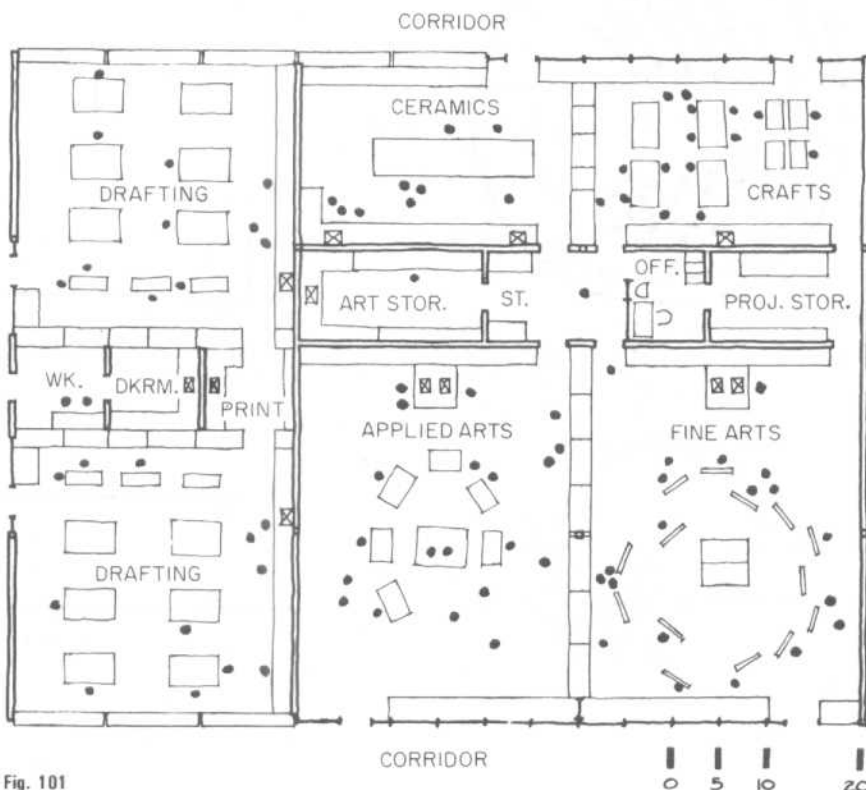 CORRIDOR
CERAMICS
CRAFTS
DRAFTING
OFF.
ART STOR.
ST.
PROJ. STOR.
WK.
DKRM.
PRINT
APPLIED ARTS
FINE ARTS
DRAFTING
CORRIDOR
Fig. 101
0 5 10 20